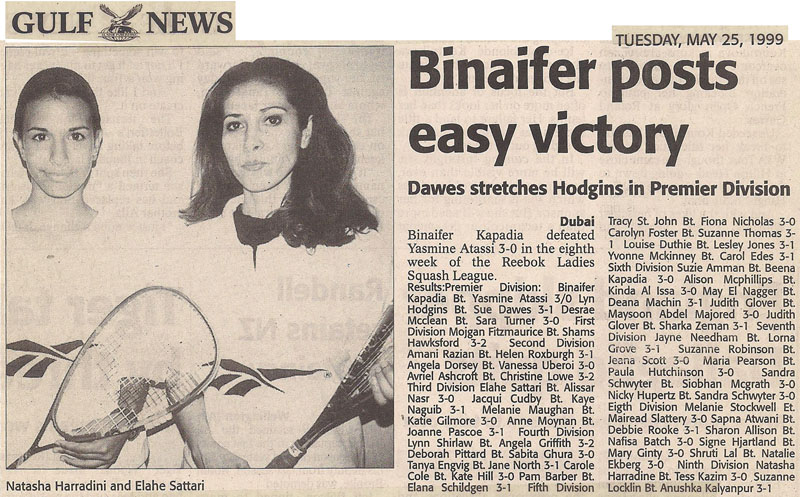 GULF NEWS
TUESDAY, MAY 25, 1999
Binaifer posts
easy victory
Dawes stretches Hodgins in Premier Division
Natasha Harradini and Elahe Sattari
Dubai
Binaifer Kapadia defeated
Yasmine Atassi 3-0 in the eighth
week of the Reebok Ladies
Squash League.
Results:Premier Division: Binaifer
Kapadia Bt. Yasmine Atassi 3/0 Lyn
Hodgins Bt. Sue Dawes 3-1 Desrae
Mcclean Bt. Sara Turner 3-0 First
Division Mojgan Fitzmaurice Bt. Shams
Hawksford 3-2 Second Division
Amani Razian Bt. Helen Roxburgh 3-1
Angela Dorsey Bt. Vanessa Uberoi 3-0
Avriel Ashcroft Bt. Christine Lowe 3-2
Third Division Elahe Sattari Bt. Alissar
Nasr 3-0 Jacqui Cudby Bt. Kaye
Naguib 3-1 Melanie Maughan Bt.
Katie Gilmore 3-0 Anne Moynan Bt.
Joanne Pascoe 3-1 Fourth Division
Lynn Shirlaw Bt. Angela Griffith 3-2
Deborah Pittard Bt. Sabita Ghura 3-0
Tanya Engvig Bt. Jane North 3-1 Carole
Cole Bt. Kate Hill 3-0 Pam Barber Bt.
Elana Schildgen 3-1 Fifth Division
Tracy St. John Bt. Fiona Nicholas 3-0
Carolyn Foster Bt. Suzanne Thomas 3-
1 Louise Duthie Bt. Lesley Jones 3-1
Yvonne Mckinney Bt. Carol Edes 3-1
Sixth Division Suzie Amman Bt. Beena
Kapadia 3-0 Alison Mcphillips Bt.
Kinda Al Issa 3-0 May El Nagger Bt.
Deana Machin 3-1 Judith Glover Bt.
Maysoon Abdel Majored 3-0 Judith
Glover Bt. Sharka Zeman 3-1 Seventh
Division Jayne Needham Bt. Lorna
Grove 3-1 Suzanne Robinson Bt.
Ieana Scott 3-0 Maria Pearson Bt.
Paula Hutchinson 3-0 Sandra
Schwyter Bt. Siobhan Mcgrath 3-0
Nicky Hupertz Bt. Sandra Schwyter 3-0
Eigth Division Melanie Stockwell Et.
Mairead Slattery 3-0 Sapna Atwani Bt.
Debbie Rooke 3-1 Sharon Allison Bt.
Nafisa Batch 3-0 Signe Hjartland Bt.
Mary Ginty 3-0 Shruti Lal Bt. Natalie
Ekberg 3-0 Ninth Division Natasha
Harradine Bt. Tess Kazim 3-0 Suzanne
Locklin Bt. Anushka Kalyanpur 3-1